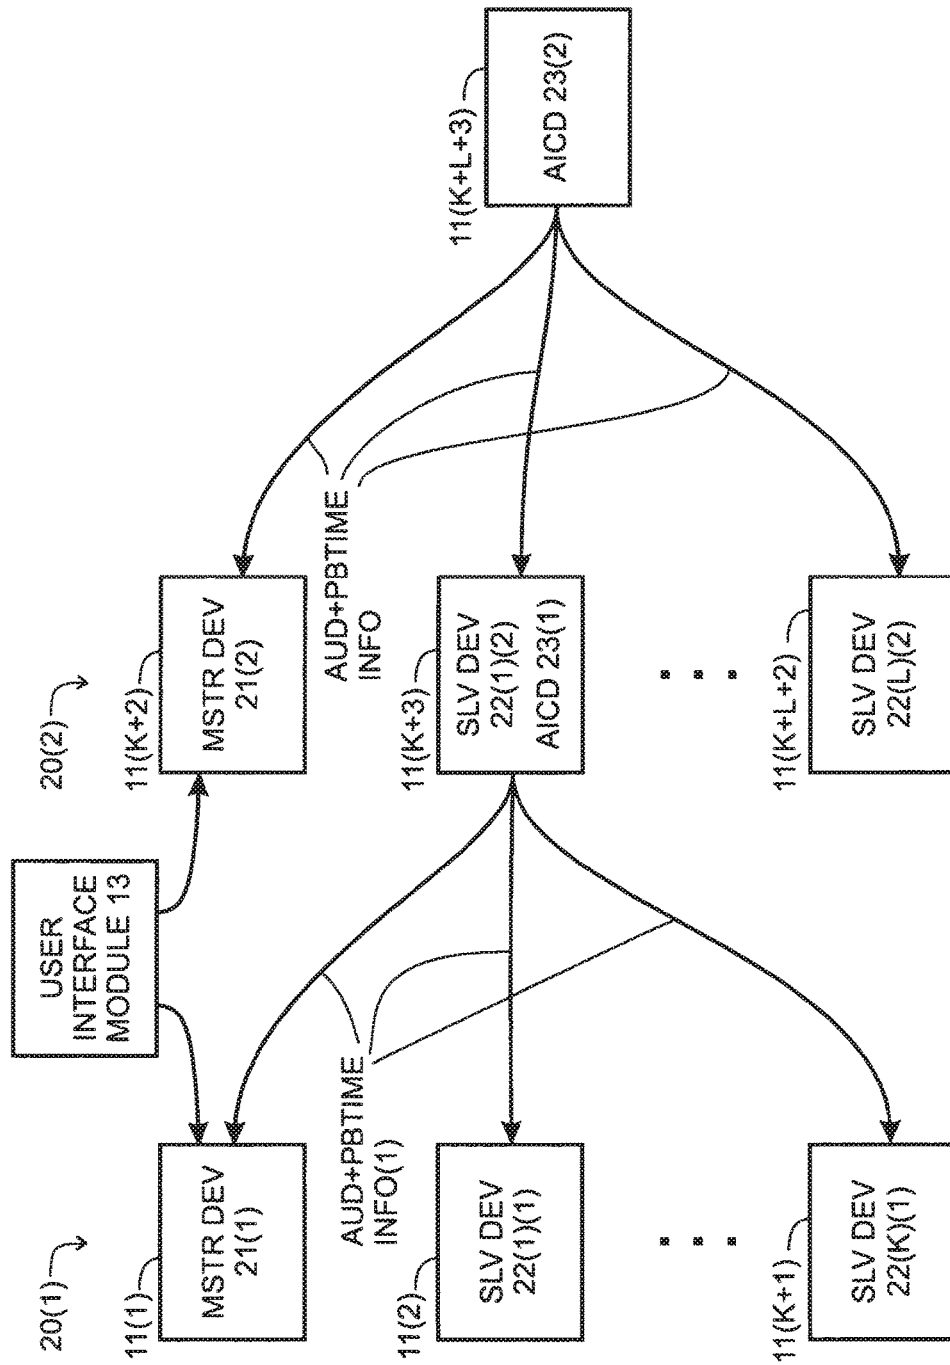 20(1)
11(1)
MSTR DEV
21(1)
AUD+PBTIME
INFO(1)
11(2)
SLV DEV
22(1)(1)
11(K+1)
SLV DEV
22(K)(1)
USER
INTERFACE
MODULE 13
20(2)
11(K+2)
MSTR DEV
21(2)
AUD+PBTIME
INFO
11(K+3)
SLV DEV
22(1)(2)
AICD 23(1)
11(K+L+2)
SLV DEV
22(L)(2)
11(K+L+3)
AICD 23(2)